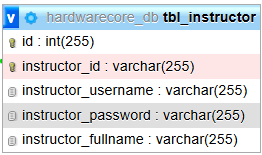 v hardwarecore_db tbl_instructor
id : int(255)
instructor_id : varchar(255)
instructor_username : varchar(255)
instructor_password : varchar(255)
instructor_fullname : varchar(255)